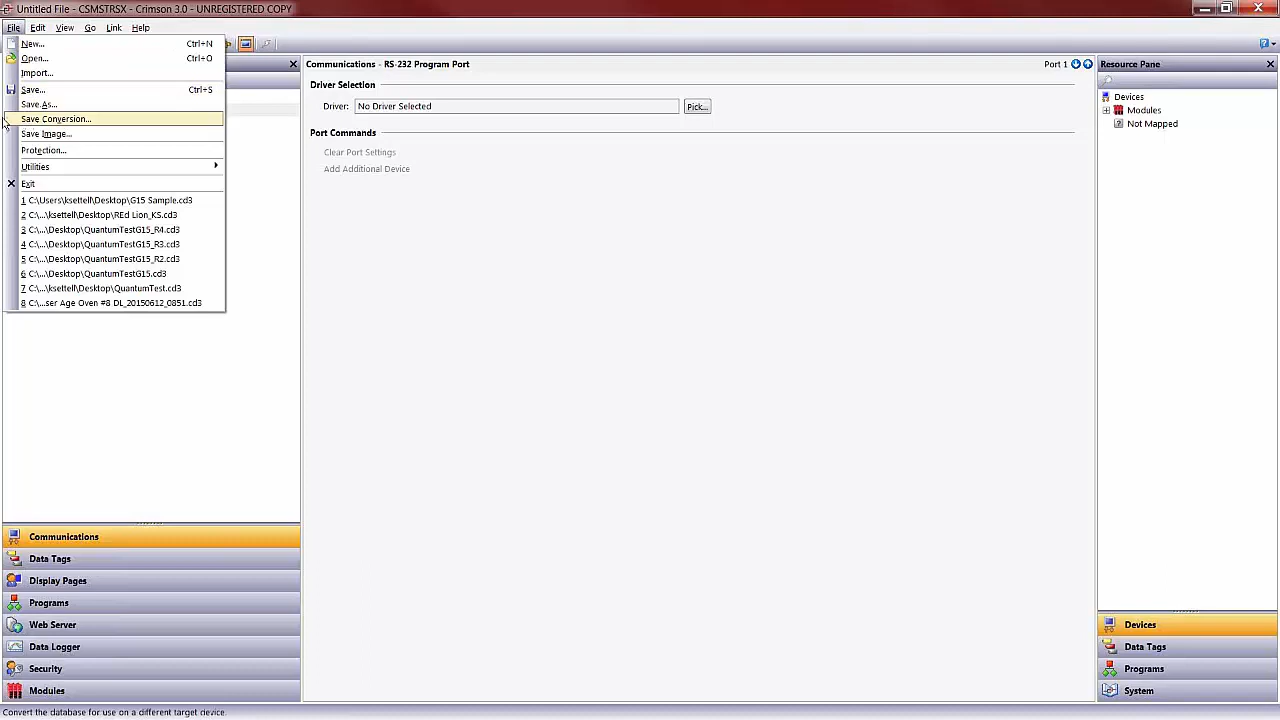 Untitled File - CSMSTRSX - Crimson 3.0 - UNREGISTERED COPY
File Edit View Go Link Help
New... Ctrl+N
Open... Ctrl+O
Import...
Save... Ctrl+S
Save As...
Save Conversion...
Save Image...
Protection...
Utilities
Exit
1 C:\Users\ksettell\Desktop\G15 Sample.cd3
2 C:\...\ksettell\Desktop\REd Lion_KS.cd3
3 C:\...\Desktop\QuantumTestG15_R4.cd3
4 C:\...\Desktop\QuantumTestG15_R3.cd3
5 C:\...\Desktop\QuantumTestG15_R2.cd3
6 C:\...\Desktop\QuantumTestG15.cd3
7 C:\...\ksettell\Desktop\QuantumTest.cd3
8 C:\...ser Age Oven #8 DL_20150612_0851.cd3
Communications
Data Tags
Display Pages
Programs
Web Server
Data Logger
Security
Modules
Communications - RS-232 Program Port Port 1
Driver Selection
Driver: No Driver Selected Pick...
Port Commands
Clear Port Settings
Add Additional Device
Resource Pane
Devices
Modules
Not Mapped
Devices
Data Tags
Programs
System
Convert the database for use on a different target device.